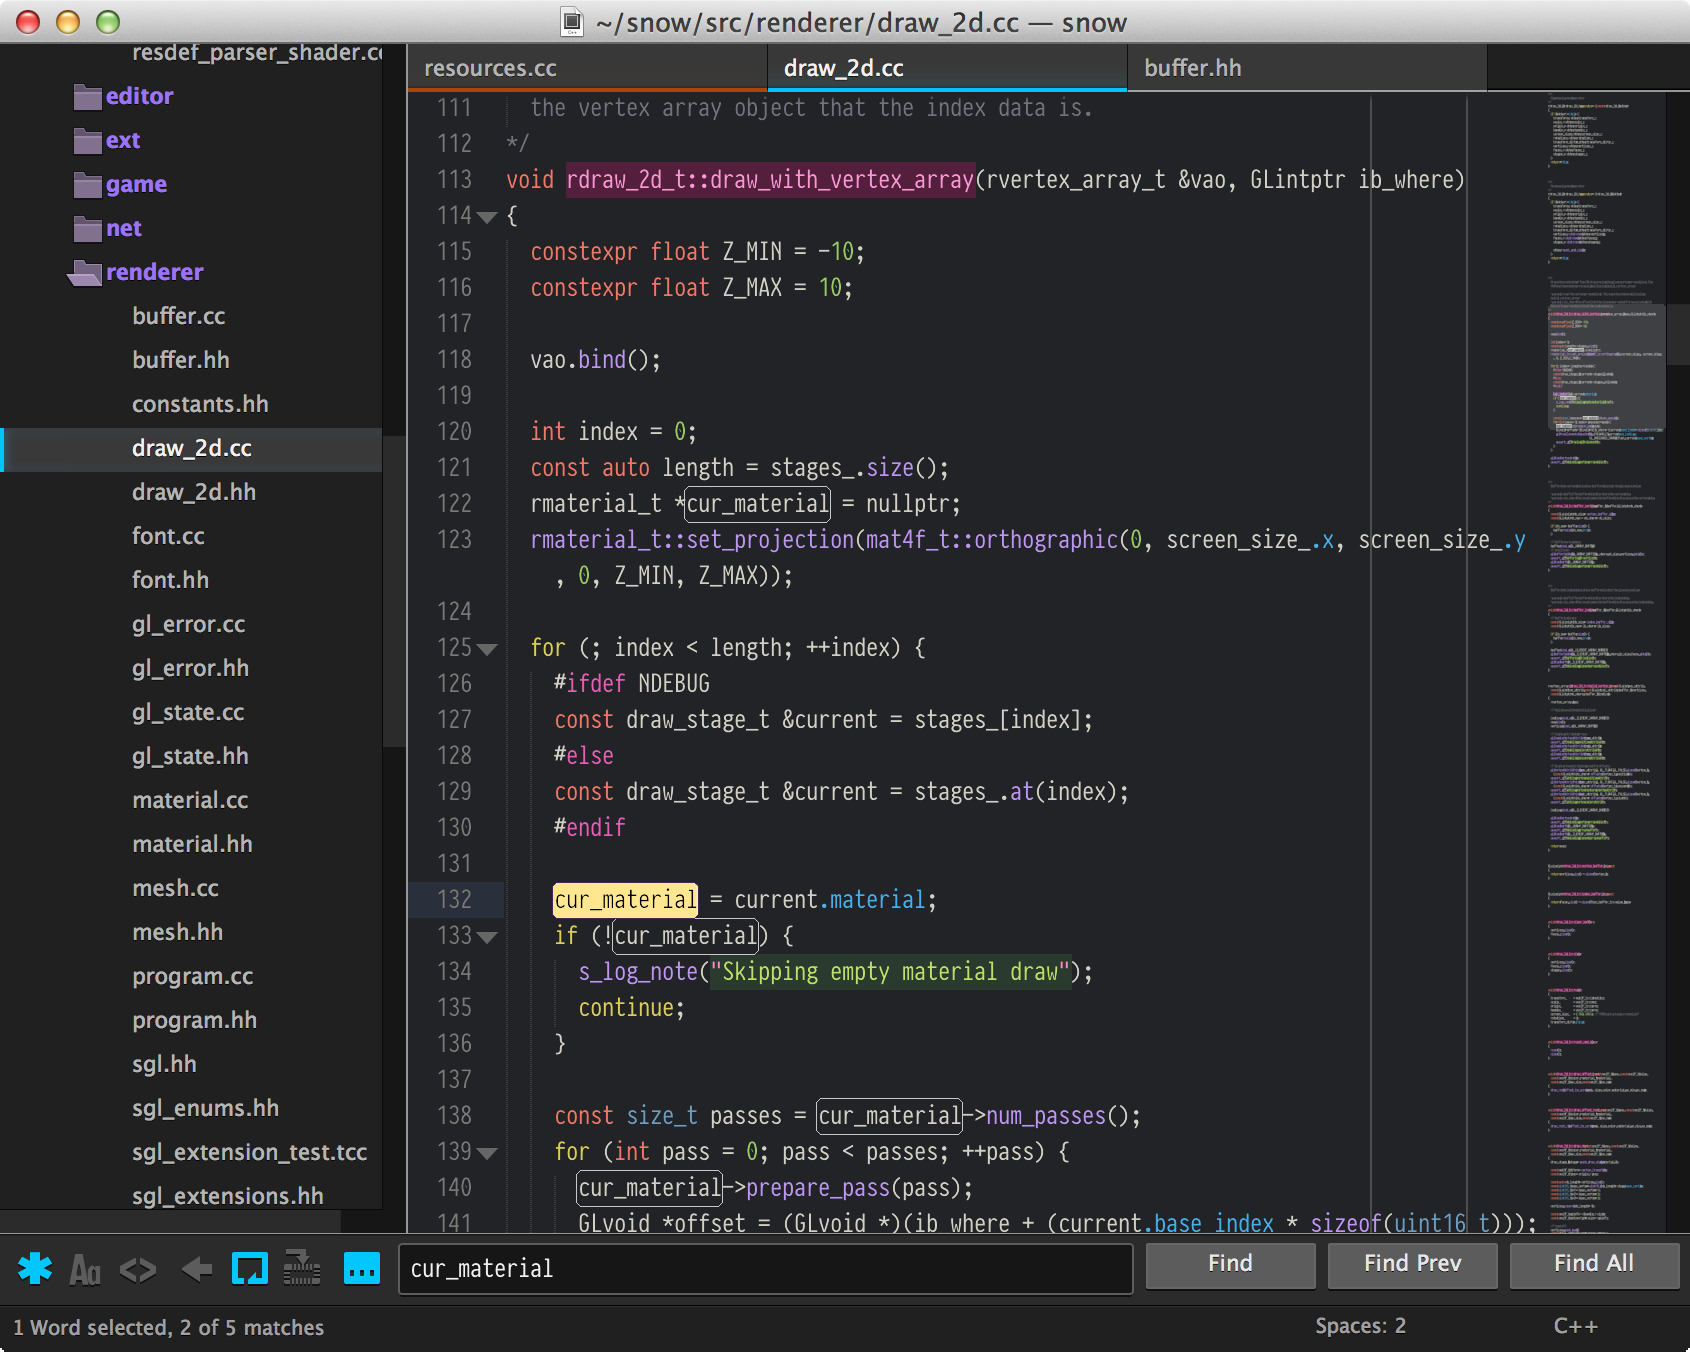 ~/snow/src/renderer/draw_2d.cc — snow
resdef_parser_shader.c
editor
ext
game
net
renderer
buffer.cc
buffer.hh
constants.hh
draw_2d.cc
draw_2d.hh
font.cc
font.hh
gl_error.cc
gl_error.hh
gl_state.cc
gl_state.hh
material.cc
material.hh
mesh.cc
mesh.hh
program.cc
program.hh
sgl.hh
sgl_enums.hh
sgl_extension_test.tcc
sgl_extensions.hh
resources.cc
draw_2d.cc
buffer.hh
111 the vertex array object that the index data is.
112 */
113 void rdraw_2d_t::draw_with_vertex_array(rvertex_array_t &vao, GLintptr ib_where)
114 {
115 constexpr float Z_MIN = -10;
116 constexpr float Z_MAX = 10;
117
118 vao.bind();
119
120 int index = 0;
121 const auto length = stages_.size();
122 rmaterial_t *cur_material = nullptr;
123 rmaterial_t::set_projection(mat4f_t::orthographic(0, screen_size_.x, screen_size_.y
, 0, Z_MIN, Z_MAX));
124
125 for (; index < length; ++index) {
126 #ifdef NDEBUG
127 const draw_stage_t &current = stages_[index];
128 #else
129 const draw_stage_t &current = stages_.at(index);
130 #endif
131
132 cur_material = current.material;
133 if (!cur_material) {
134 s_log_note("Skipping empty material draw");
135 continue;
136 }
137
138 const size_t passes = cur_material->num_passes();
139 for (int pass = 0; pass < passes; ++pass) {
140 cur_material->prepare_pass(pass);
141 GLvoid *offset = (GLvoid *)(ib_where + (current.base_index * sizeof(uint16_t)));
Aa
cur_material
Find
Find Prev
Find All
1 Word selected, 2 of 5 matches
Spaces: 2
C++